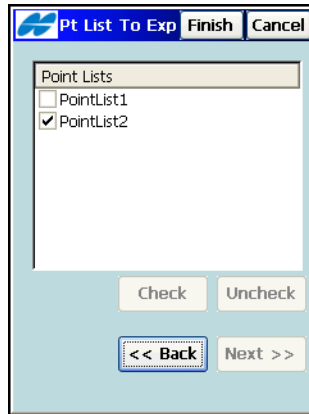 Pt List To Exp Finish Cancel
Point Lists
PointList1
PointList2
Check Uncheck
<< Back Next >>